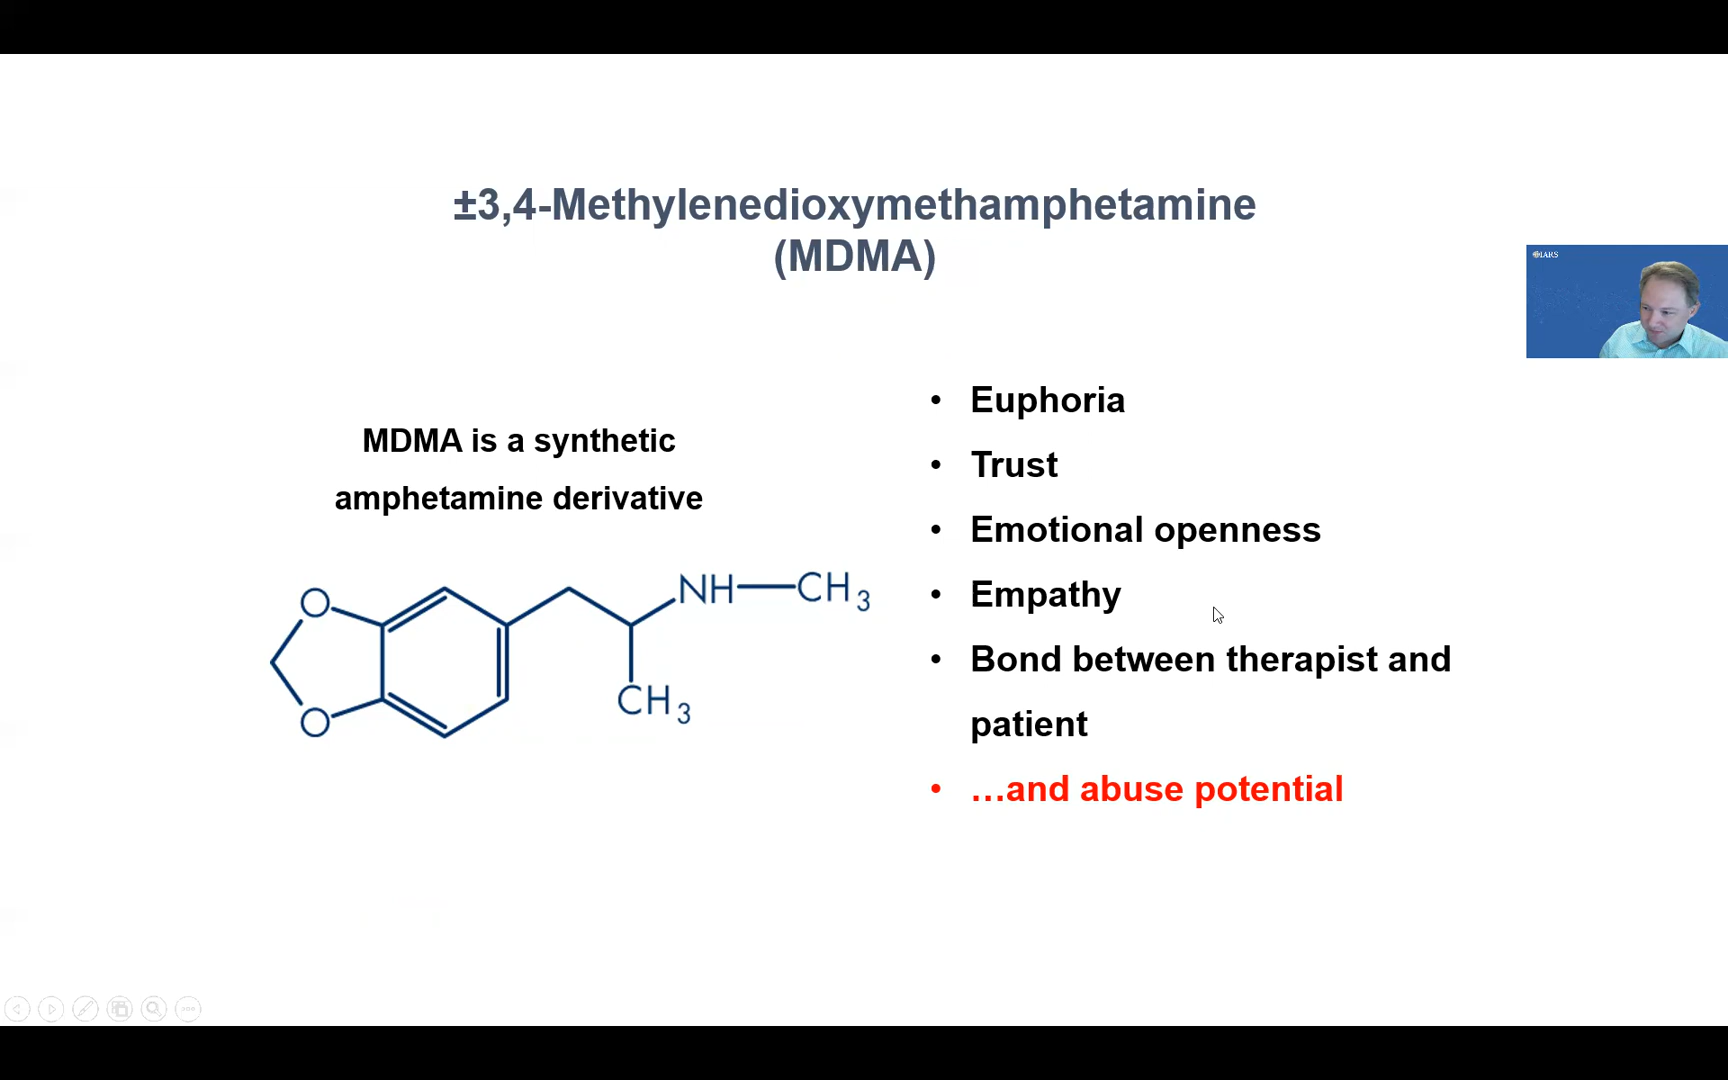 ±3,4-Methylenedioxymethamphetamine
(MDMA)
IARS
MDMA is a synthetic
amphetamine derivative
O
O
NH
CH3
CH3
• Euphoria
• Trust
• Emotional openness
• Empathy
• Bond between therapist and
patient
• …and abuse potential